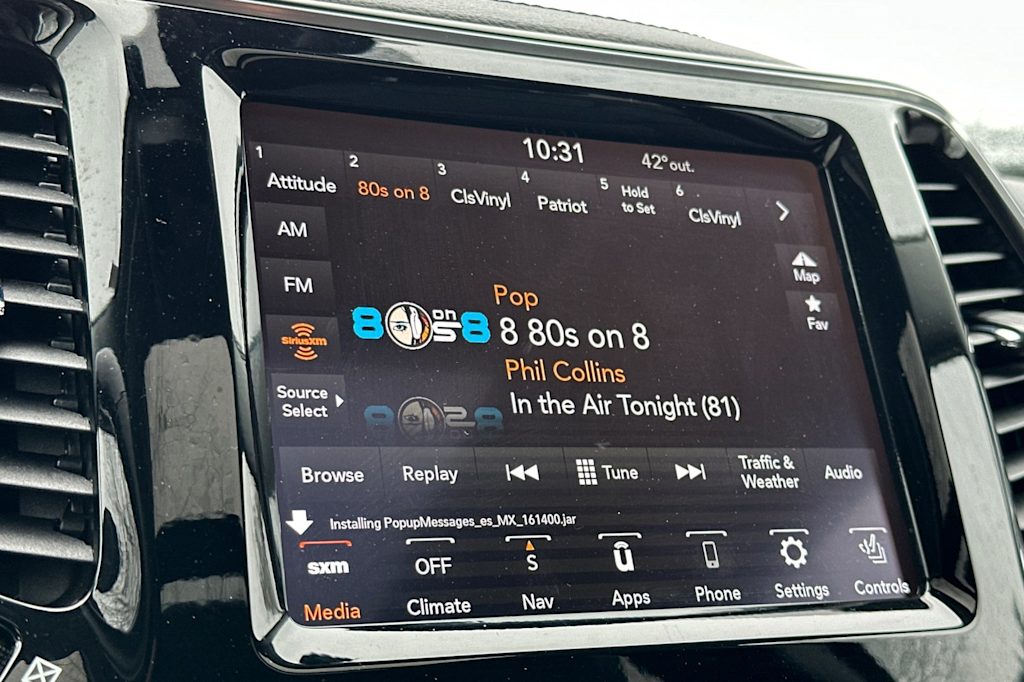 10:31
42° out.
1 Attitude
2 80s on 8
3 ClsVinyl
4 Patriot
5 Hold to Set
6 ClsVinyl
AM
FM
SiriusXM
Source
Select
Map
Fav
Pop
8 on 8
8 80s on 8
Phil Collins
In the Air Tonight (81)
Browse
Replay
Tune
Traffic &
Weather
Audio
Installing PopupMessages_es_MX_161400.jar
sxm
OFF
S
Media
Climate
Nav
Apps
Phone
Settings
Controls